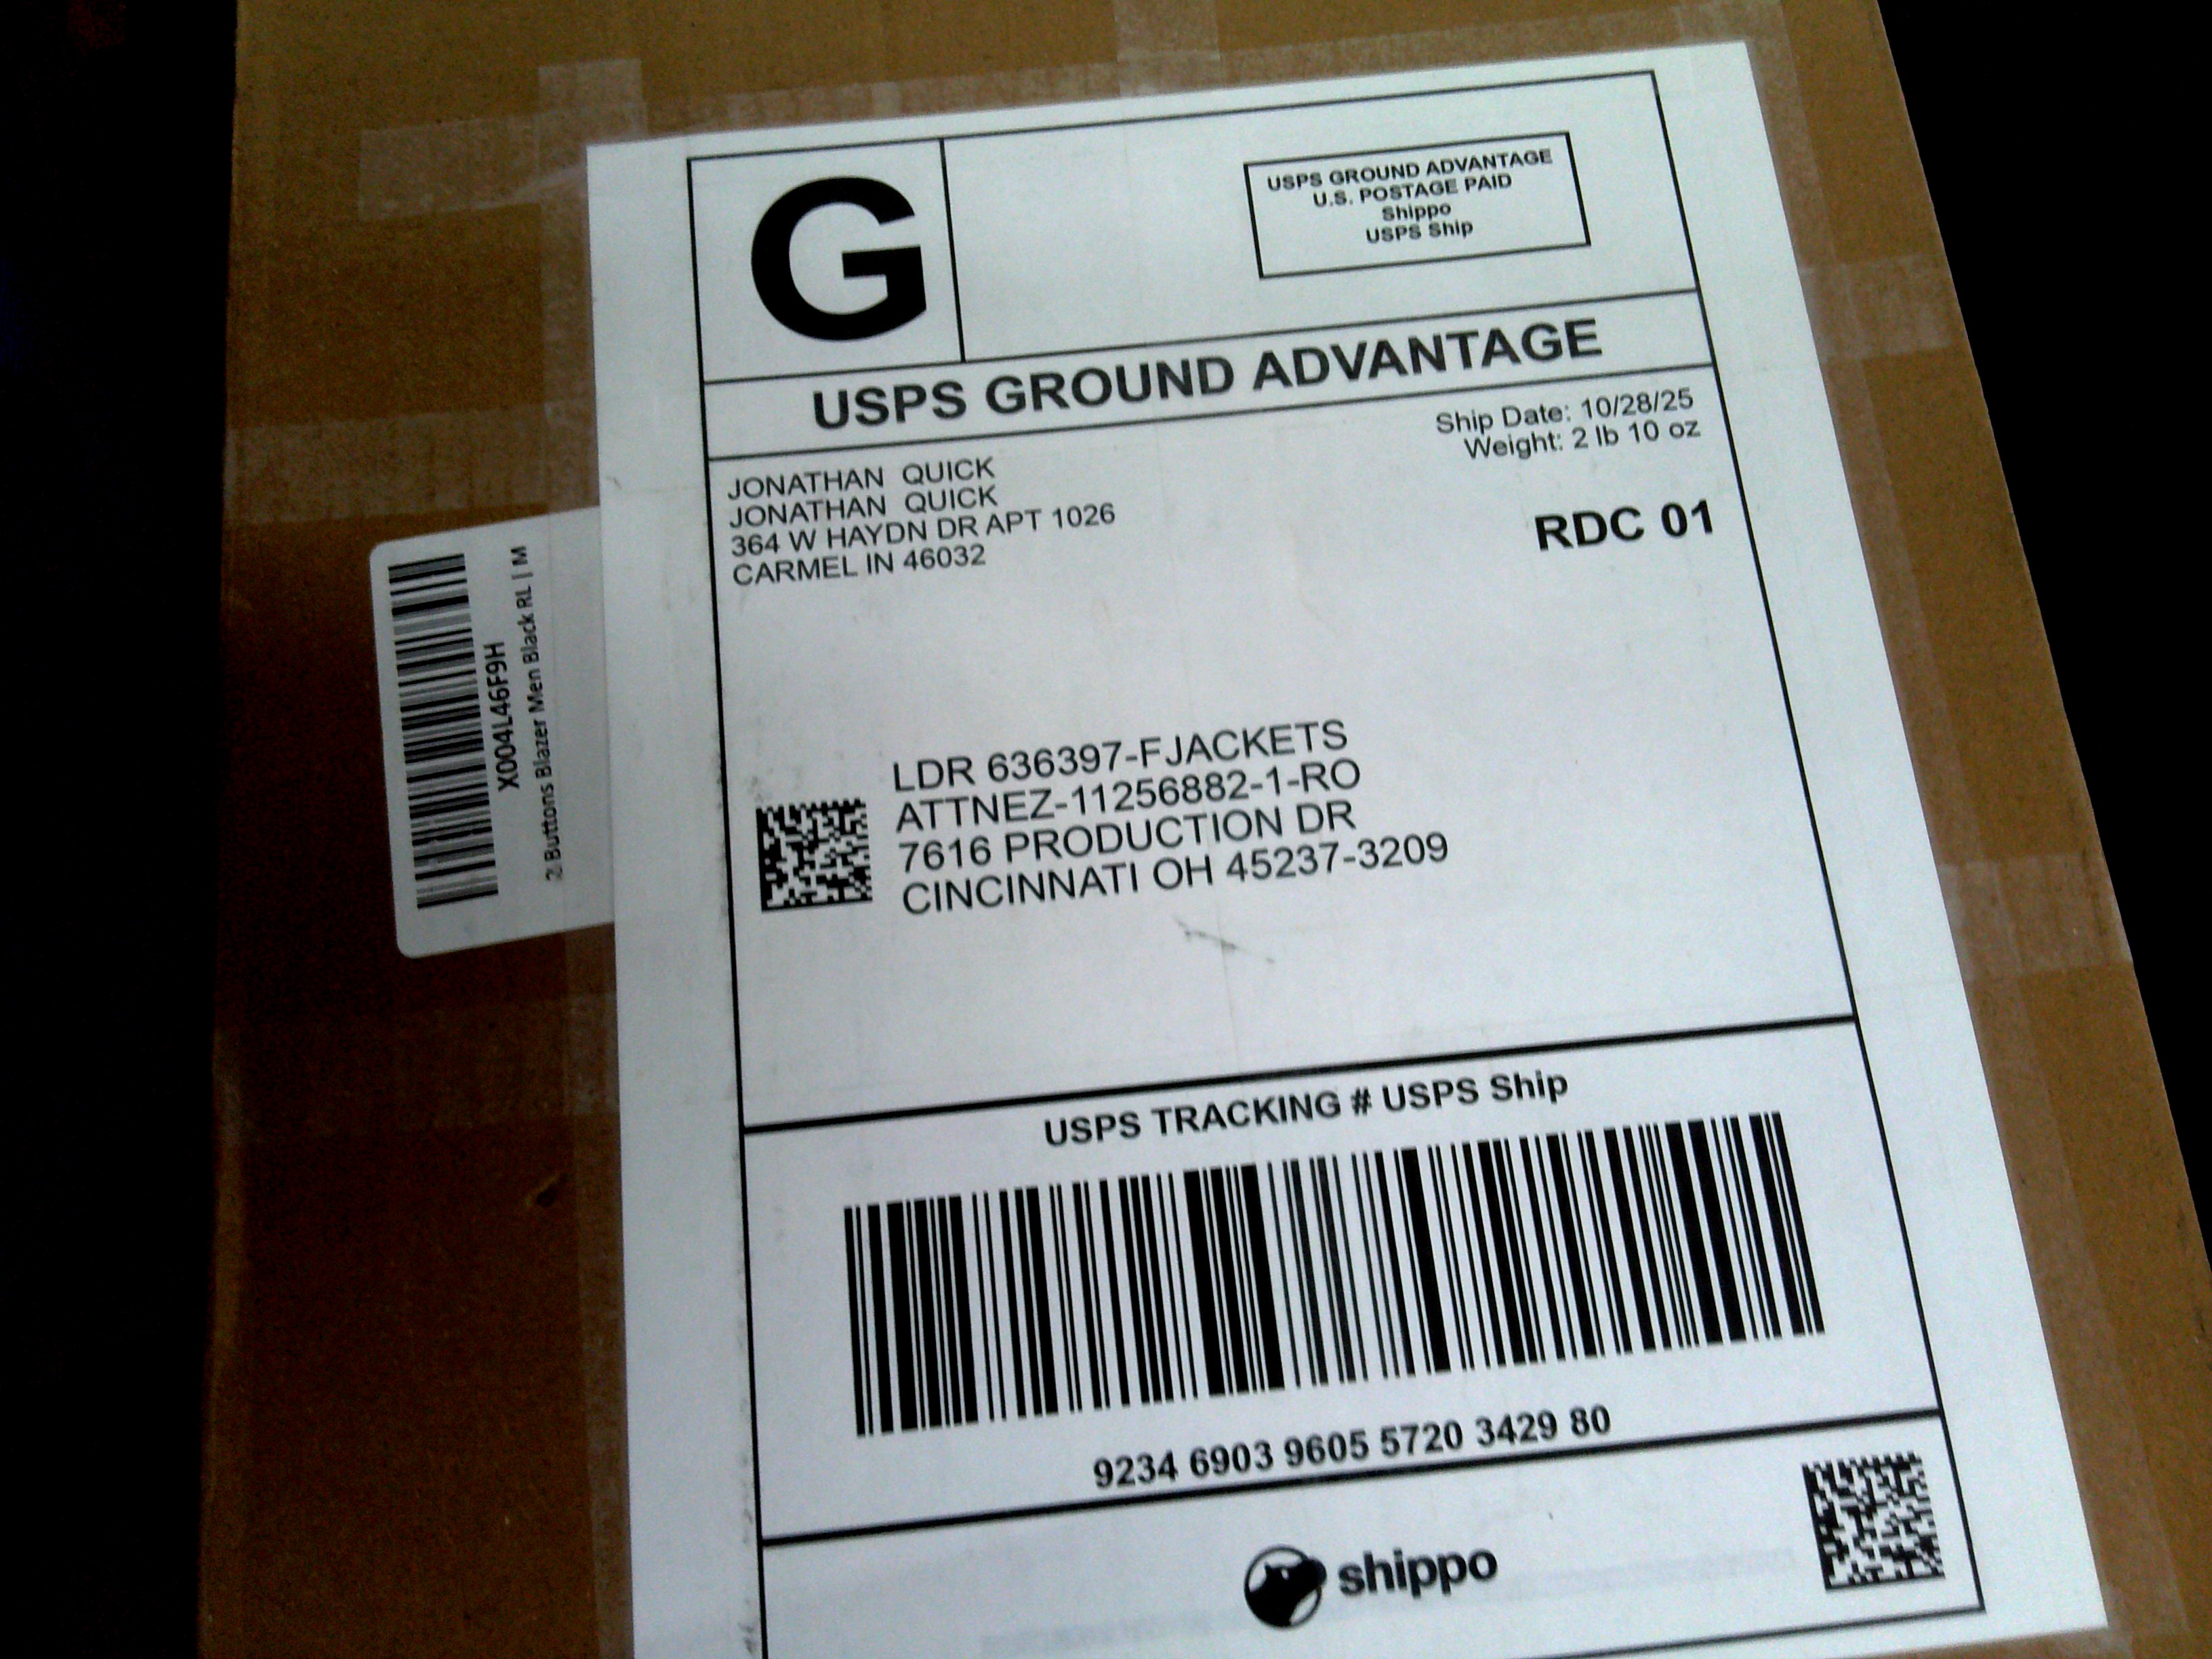 G
USPS GROUND ADVANTAGE
U.S. POSTAGE PAID
Shippo
USPS Ship
USPS GROUND ADVANTAGE
Ship Date: 10/28/25
Weight: 2 lb 10 oz
JONATHAN QUICK
JONATHAN QUICK
364 W HAYDN DR APT 1026
CARMEL IN 46032
RDC 01
X004L46F9H
2 Buttons Blazer Men Black RL | M
LDR 636397-FJACKETS
ATTNEZ-11256882-1-RO
7616 PRODUCTION DR
CINCINNATI OH 45237-3209
USPS TRACKING # USPS Ship
9234 6903 9605 5720 3429 80
shippo